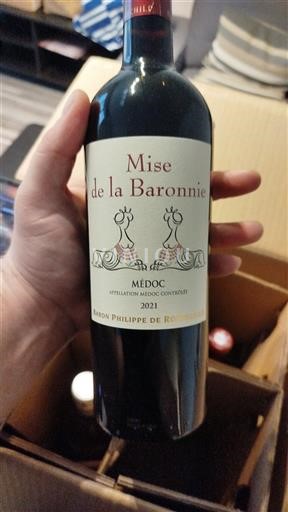 Mise
de la Baronnie
MÉDOC
APPELLATION MÉDOC CONTRÔLÉE
2021
BARON PHILIPPE DE